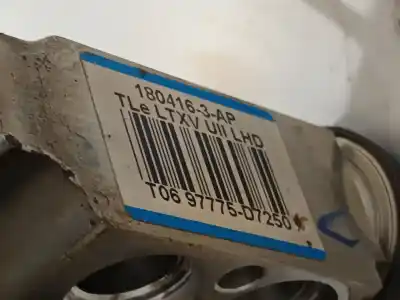 180416-3-AP
TLe LTXV UII LHD
T06 97775-D7250